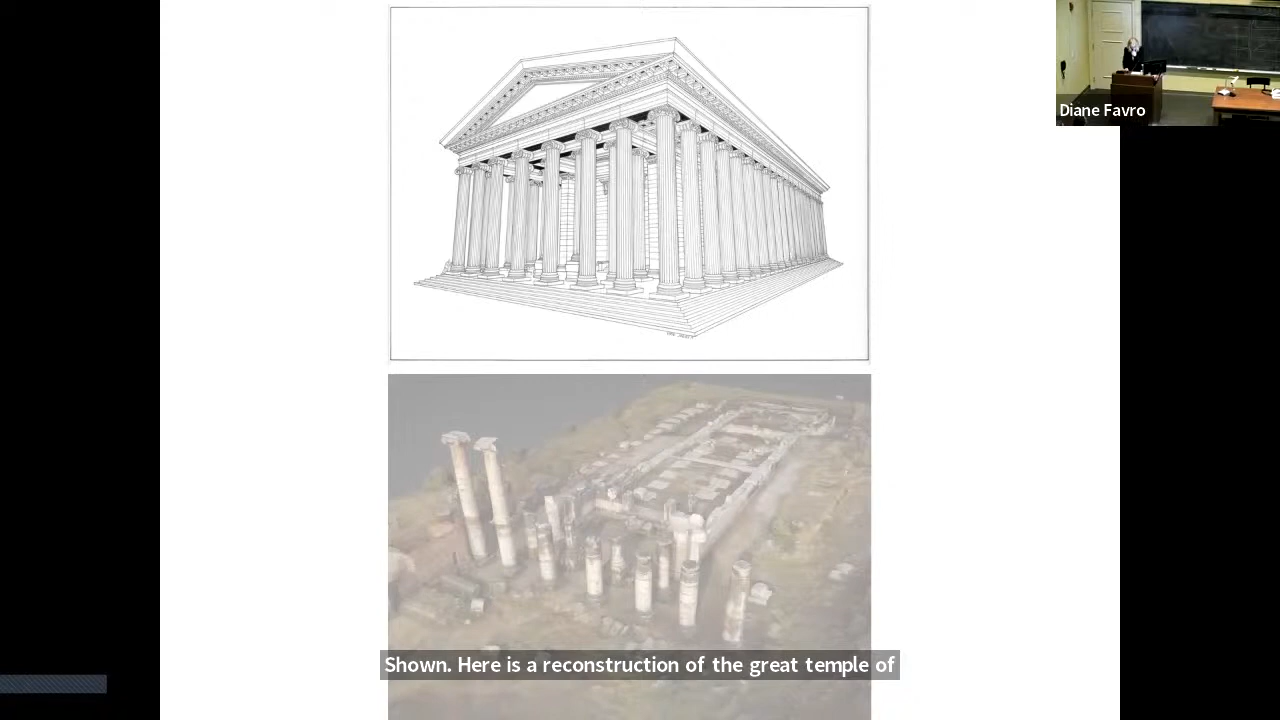 Diane Favro
Shown. Here is a reconstruction of the great temple of